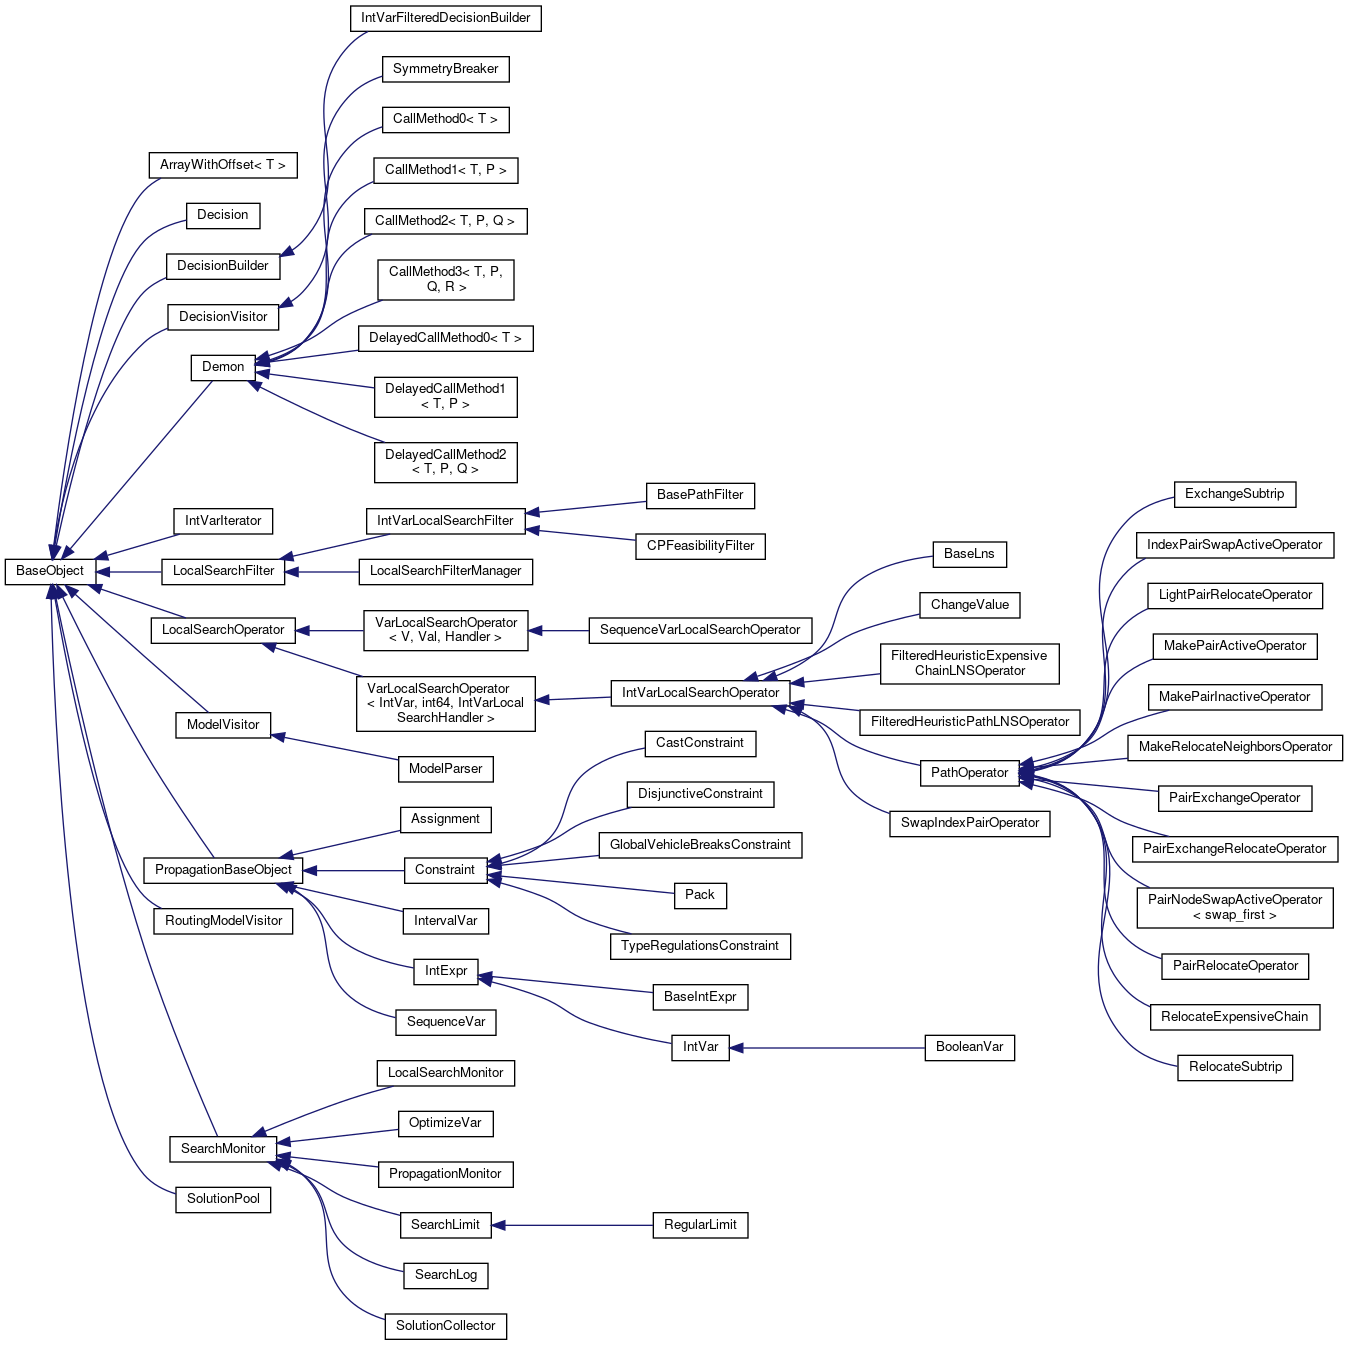 IntVarFilteredDecisionBuilder
SymmetryBreaker
CallMethod0< T >
ArrayWithOffset< T >
CallMethod1< T, P >
Decision
CallMethod2< T, P, Q >
DecisionBuilder
CallMethod3< T, P,
Q, R >
DecisionVisitor
DelayedCallMethod0< T >
Demon
DelayedCallMethod1
< T, P >
DelayedCallMethod2
< T, P, Q >
BasePathFilter
ExchangeSubtrip
IntVarIterator
IntVarLocalSearchFilter
CPFeasibilityFilter
IndexPairSwapActiveOperator
BaseObject
LocalSearchFilter
LocalSearchFilterManager
BaseLns
LightPairRelocateOperator
ChangeValue
LocalSearchOperator
VarLocalSearchOperator
< V, Val, Handler >
SequenceVarLocalSearchOperator
MakePairActiveOperator
FilteredHeuristicExpensive
ChainLNSOperator
VarLocalSearchOperator
< IntVar, int64, IntVarLocal
SearchHandler >
IntVarLocalSearchOperator
MakePairInactiveOperator
ModelVisitor
FilteredHeuristicPathLNSOperator
CastConstraint
MakeRelocateNeighborsOperator
ModelParser
PathOperator
DisjunctiveConstraint
PairExchangeOperator
Assignment
SwapIndexPairOperator
GlobalVehicleBreaksConstraint
PairExchangeRelocateOperator
PropagationBaseObject
Constraint
Pack
PairNodeSwapActiveOperator
< swap_first >
RoutingModelVisitor
IntervalVar
TypeRegulationsConstraint
IntExpr
PairRelocateOperator
BaseIntExpr
SequenceVar
RelocateExpensiveChain
IntVar
BooleanVar
LocalSearchMonitor
RelocateSubtrip
OptimizeVar
SearchMonitor
PropagationMonitor
SolutionPool
SearchLimit
RegularLimit
SearchLog
SolutionCollector